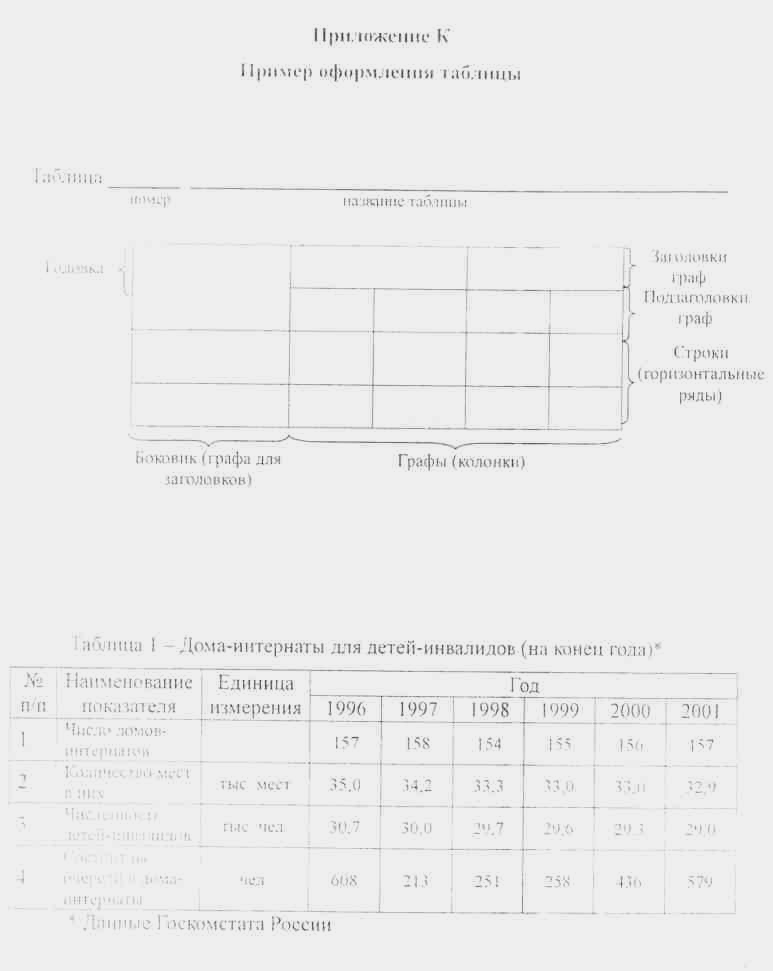 Приложение К
Пример оформления таблицы
Таблица
номер
название таблицы
Головка
Заголовки
граф
Подзаголовки
граф
Строки
(горизонтальные
ряды)
Боковик (графа для
заголовков)
Графы (колонки)
Таблица 1 – Дома-интернаты для детей-инвалидов (на конец года)*
№ Наименование Единица Год
п/п показателя измерения 1996 1997 1998 1999 2000 2001
1 Число домов-
интернатов 157 158 154 155 156 157
2 Количество мест
в них тыс. мест 35,0 34,2 33,3 33,0 33,0 32,9
3 Численность
детей-инвалидов тыс. чел. 30,7 30,0 29,7 29,6 29,3 29,0
4 Состоит на
очереди в дома-
интернаты чел. 608 213 251 258 436 579
* Данные Госкомстата России